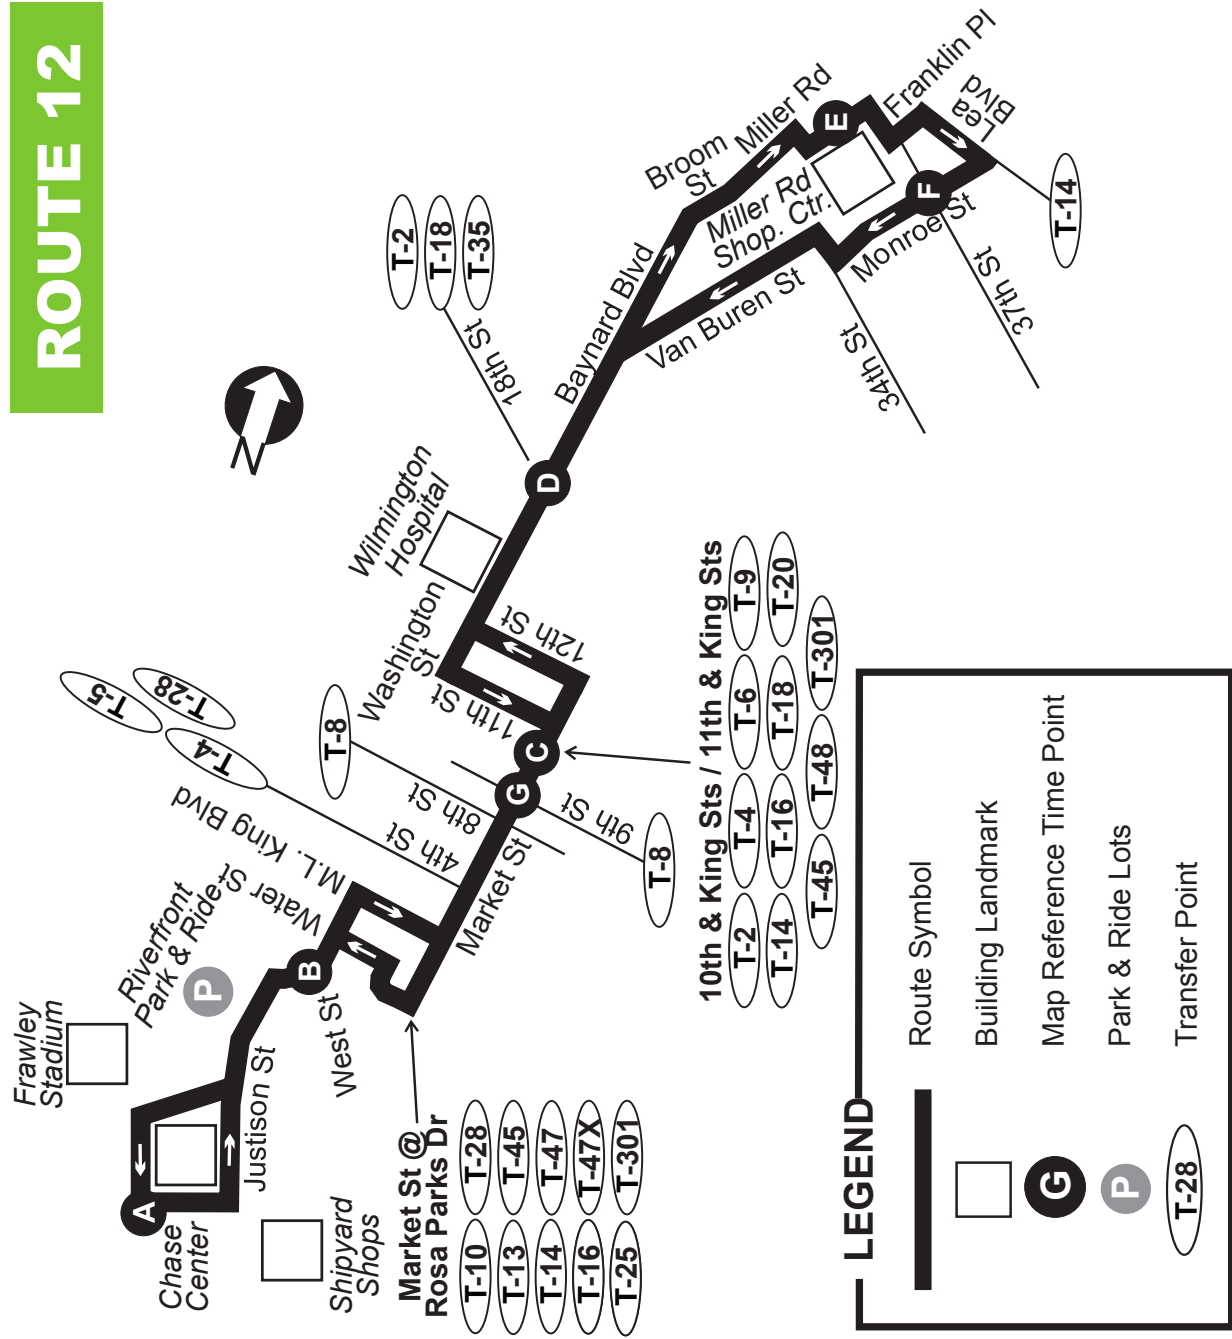 ROUTE 12
Frawley
Stadium
Riverfront
Park & Ride
P
Chase
Center
A
Justison St
Shipyard
Shops
B
West St
Water St
M.L. King Blvd
T-5
T-28
T-4
4th St
T-8
8th St
9th St
T-8
Market St
G
C
Washington
St
11th St
12th St
Wilmington
Hospital
N
D
18th St
T-2
T-18
T-35
Baynard Blvd
Broom
St
Miller Rd
Miller Rd
Shop. Ctr.
E
Franklin Pl
Lea
Blvd
T-14
F
Monroe St
Van Buren St
34th St
37th St
Market St @
Rosa Parks Dr
T-10 T-28
T-13 T-45
T-14 T-47
T-16 T-47X
T-25 T-301
10th & King Sts / 11th & King Sts
T-2 T-4 T-6 T-9
T-14 T-16 T-18 T-20
T-45 T-48 T-301
LEGEND
Route Symbol
Building Landmark
G Map Reference Time Point
P Park & Ride Lots
T-28 Transfer Point